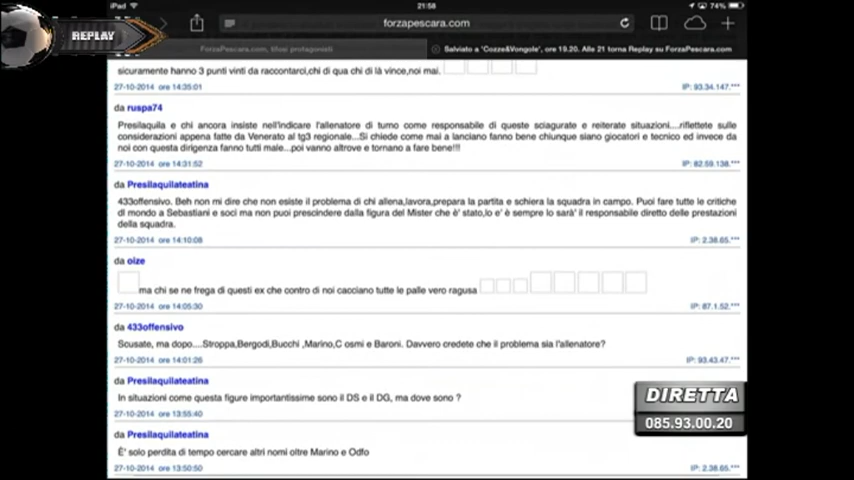 iPad
21:58
74%
forzapescara.com
REPLAY
ForzaPescara.com, tifosi protagonisti
Salviato a 'Cozze&Vongole', ore 19.20. Alle 21 torna Replay su ForzaPescara.com
sicuramente hanno 3 punti vinti da raccontarci,chi di qua chi di là vince,noi mai.
27-10-2014 ore 14:35:01
IP: 93.34.147.***
da ruspa74
Presilaquila e chi ancora insiste nell'indicare l'allenatore di turno come responsabile di queste sciagurate e reiterate situazioni....riflettete sulle
considerazioni appena fatte da Venerato al tg3 regionale...Si chiede come mai a lanciano fanno bene chiunque siano giocatori e tecnico ed invece da
noi con questa dirigenza fanno tutti male...poi vanno altrove e tornano a fare bene!!!
27-10-2014 ore 14:31:52
IP: 82.59.138.***
da Presilaquilateatina
433offensivo. Beh non mi dire che non esiste il problema di chi allena,lavora,prepara la partita e schiera la squadra in campo. Puoi fare tutte le critiche
dl mondo a Sebastiani e soci ma non puoi prescindere dalla figura del Mister che è' stato,lo e' è sempre lo sarà' il responsabile diretto delle prestazioni
della squadra.
27-10-2014 ore 14:10:08
IP: 2.38.65.***
da oize
ma chi se ne frega di questi ex che contro di noi cacciano tutte le palle vero ragusa
27-10-2014 ore 14:05:30
IP: 87.1.52.***
da 433offensivo
Scusate, ma dopo....Stroppa,Bergodi,Bucchi ,Marino,C osmi e Baroni. Davvero credete che il problema sia l'allenatore?
27-10-2014 ore 14:01:26
IP: 93.43.47.***
da Presilaquilateatina
In situazioni come questa figure importantissime sono il DS e il DG, ma dove sono ?
27-10-2014 ore 13:55:40
da Presilaquilateatina
È' solo perdita di tempo cercare altri nomi oltre Marino e Odfo
27-10-2014 ore 13:50:50
IP: 2.38.65.***
DIRETTA
085.93.00.20